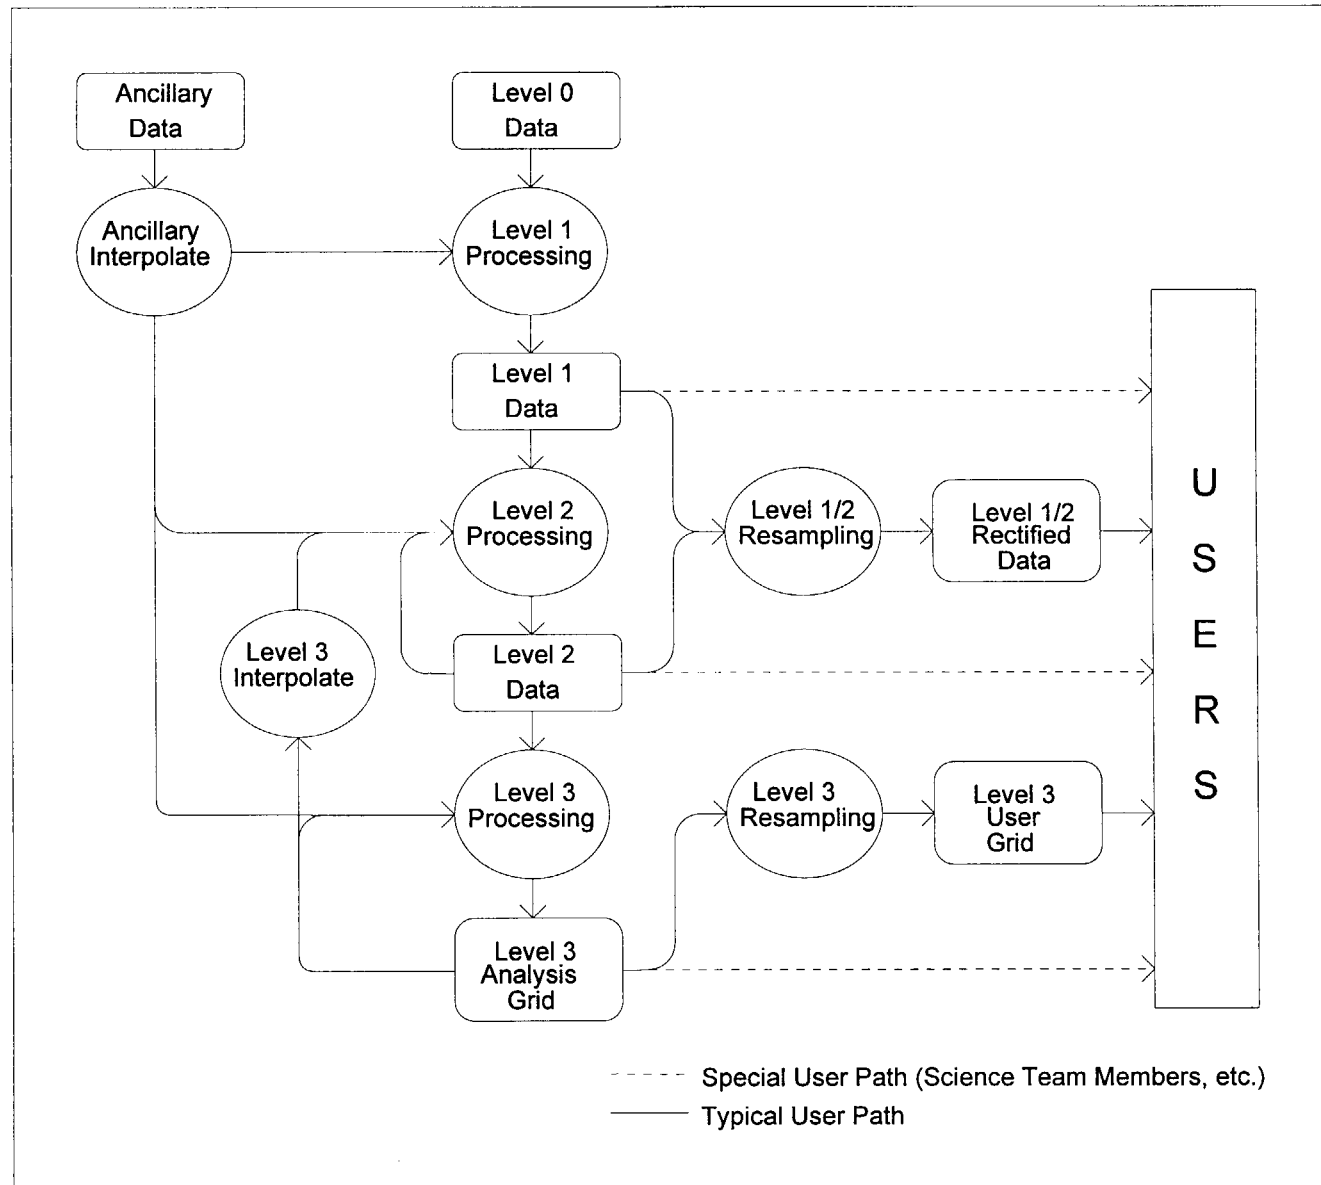 Ancillary
Data
Level 0
Data
Ancillary
Interpolate
Level 1
Processing
Level 1
Data
Level 2
Processing
Level 1/2
Resampling
Level 1/2
Rectified
Data
Level 3
Interpolate
Level 2
Data
Level 3
Processing
Level 3
Resampling
Level 3
User
Grid
Level 3
Analysis
Grid
U
S
E
R
S
Special User Path (Science Team Members, etc.)
Typical User Path